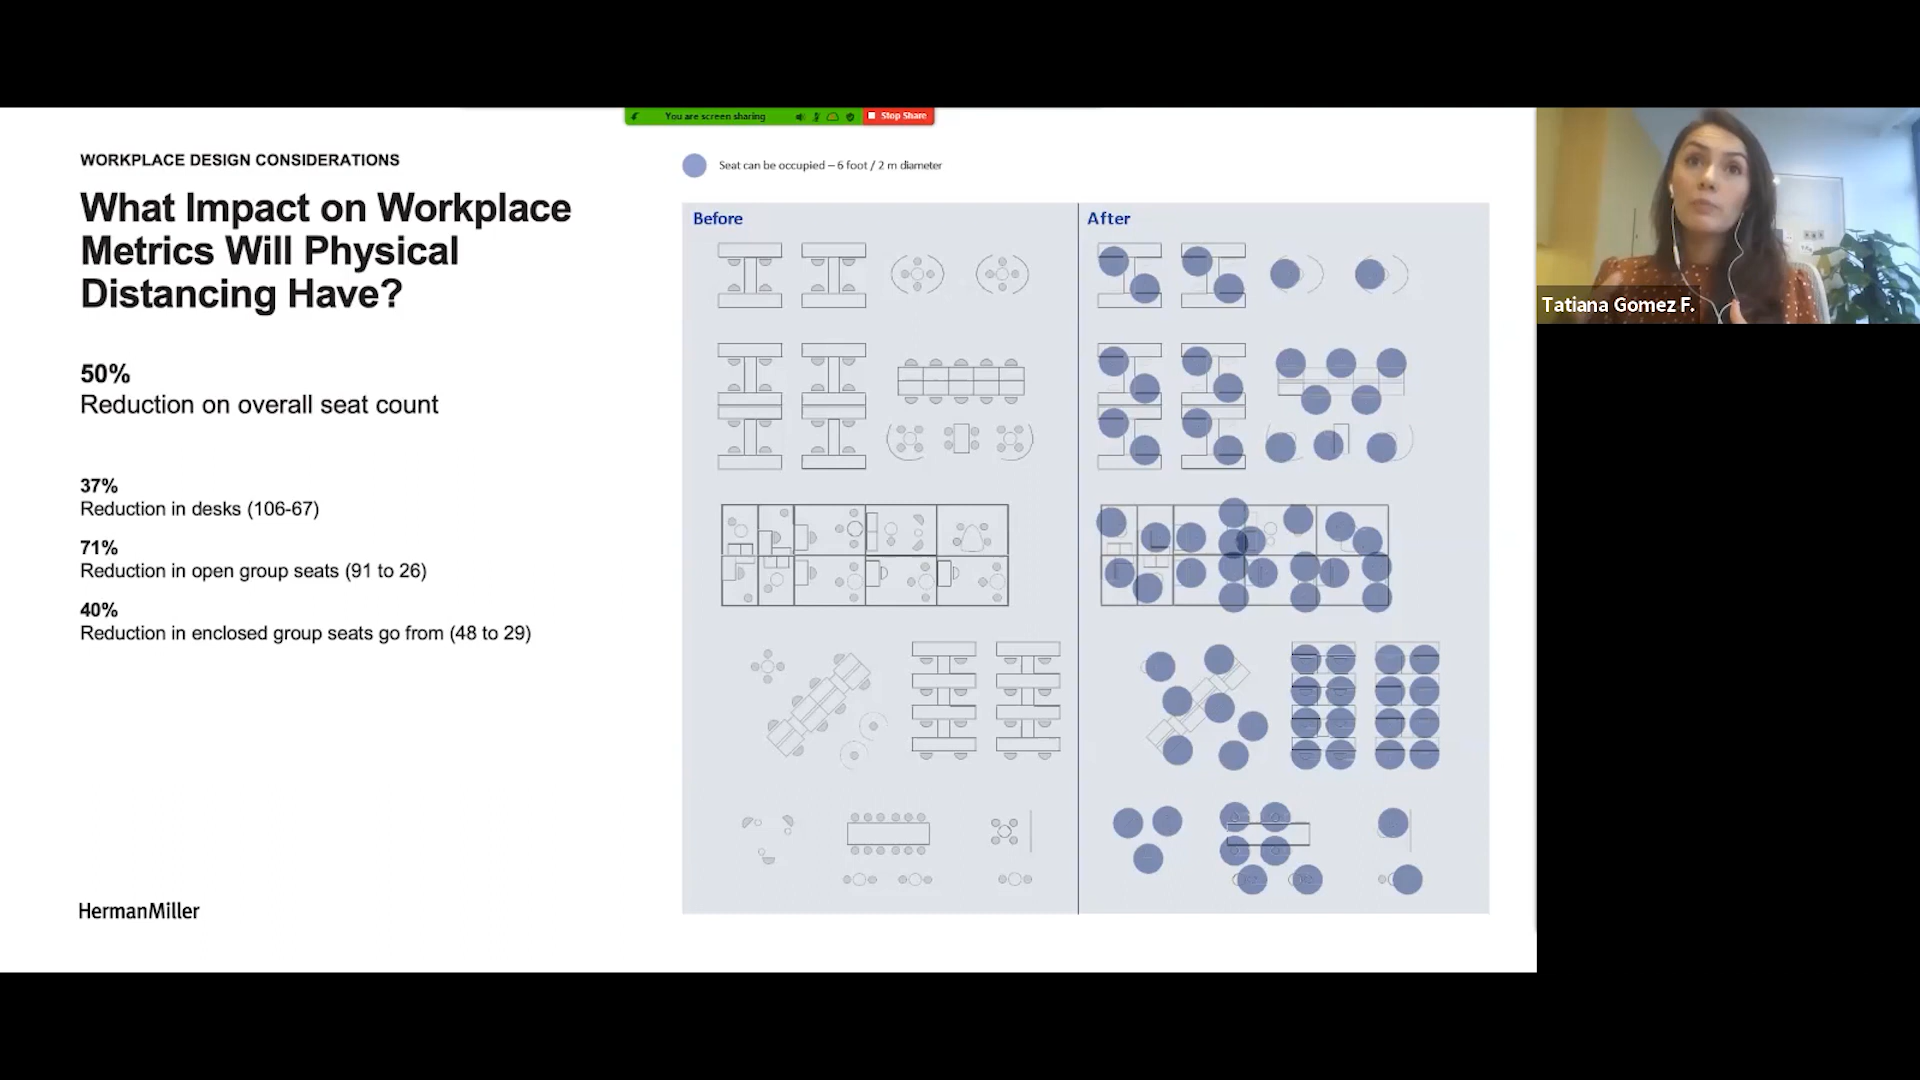 You are screen sharing
Stop Share
WORKPLACE DESIGN CONSIDERATIONS
What Impact on Workplace
Metrics Will Physical
Distancing Have?
50%
Reduction on overall seat count
37%
Reduction in desks (106-67)
71%
Reduction in open group seats (91 to 26)
40%
Reduction in enclosed group seats go from (48 to 29)
HermanMiller
Seat can be occupied – 6 foot / 2 m diameter
Before
After
Tatiana Gomez F.